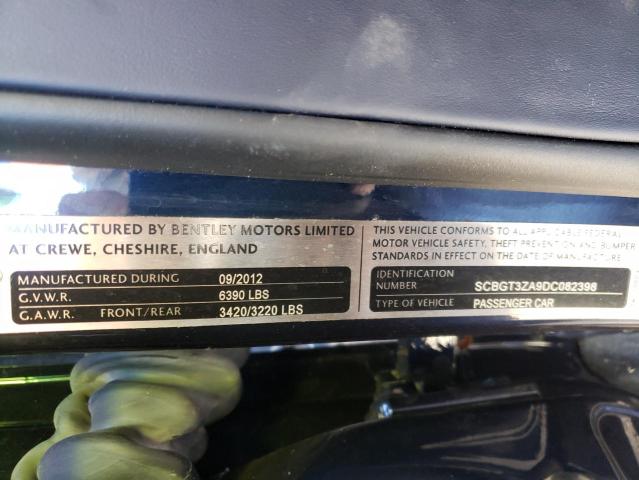 MANUFACTURED BY BENTLEY MOTORS LIMITED
AT CREWE, CHESHIRE, ENGLAND
MANUFACTURED DURING 09/2012
G.V.W.R. 6390 LBS
G.A.W.R. FRONT/REAR 3420/3220 LBS
THIS VEHICLE CONFORMS TO ALL APPLICABLE FEDERAL
MOTOR VEHICLE SAFETY, THEFT PREVENTION AND BUMPER
STANDARDS IN EFFECT ON THE DATE OF M
IDENTIFICATION
NUMBER SCBGT3ZA9DC082398
TYPE OF VEHICLE PASSENGER CAR